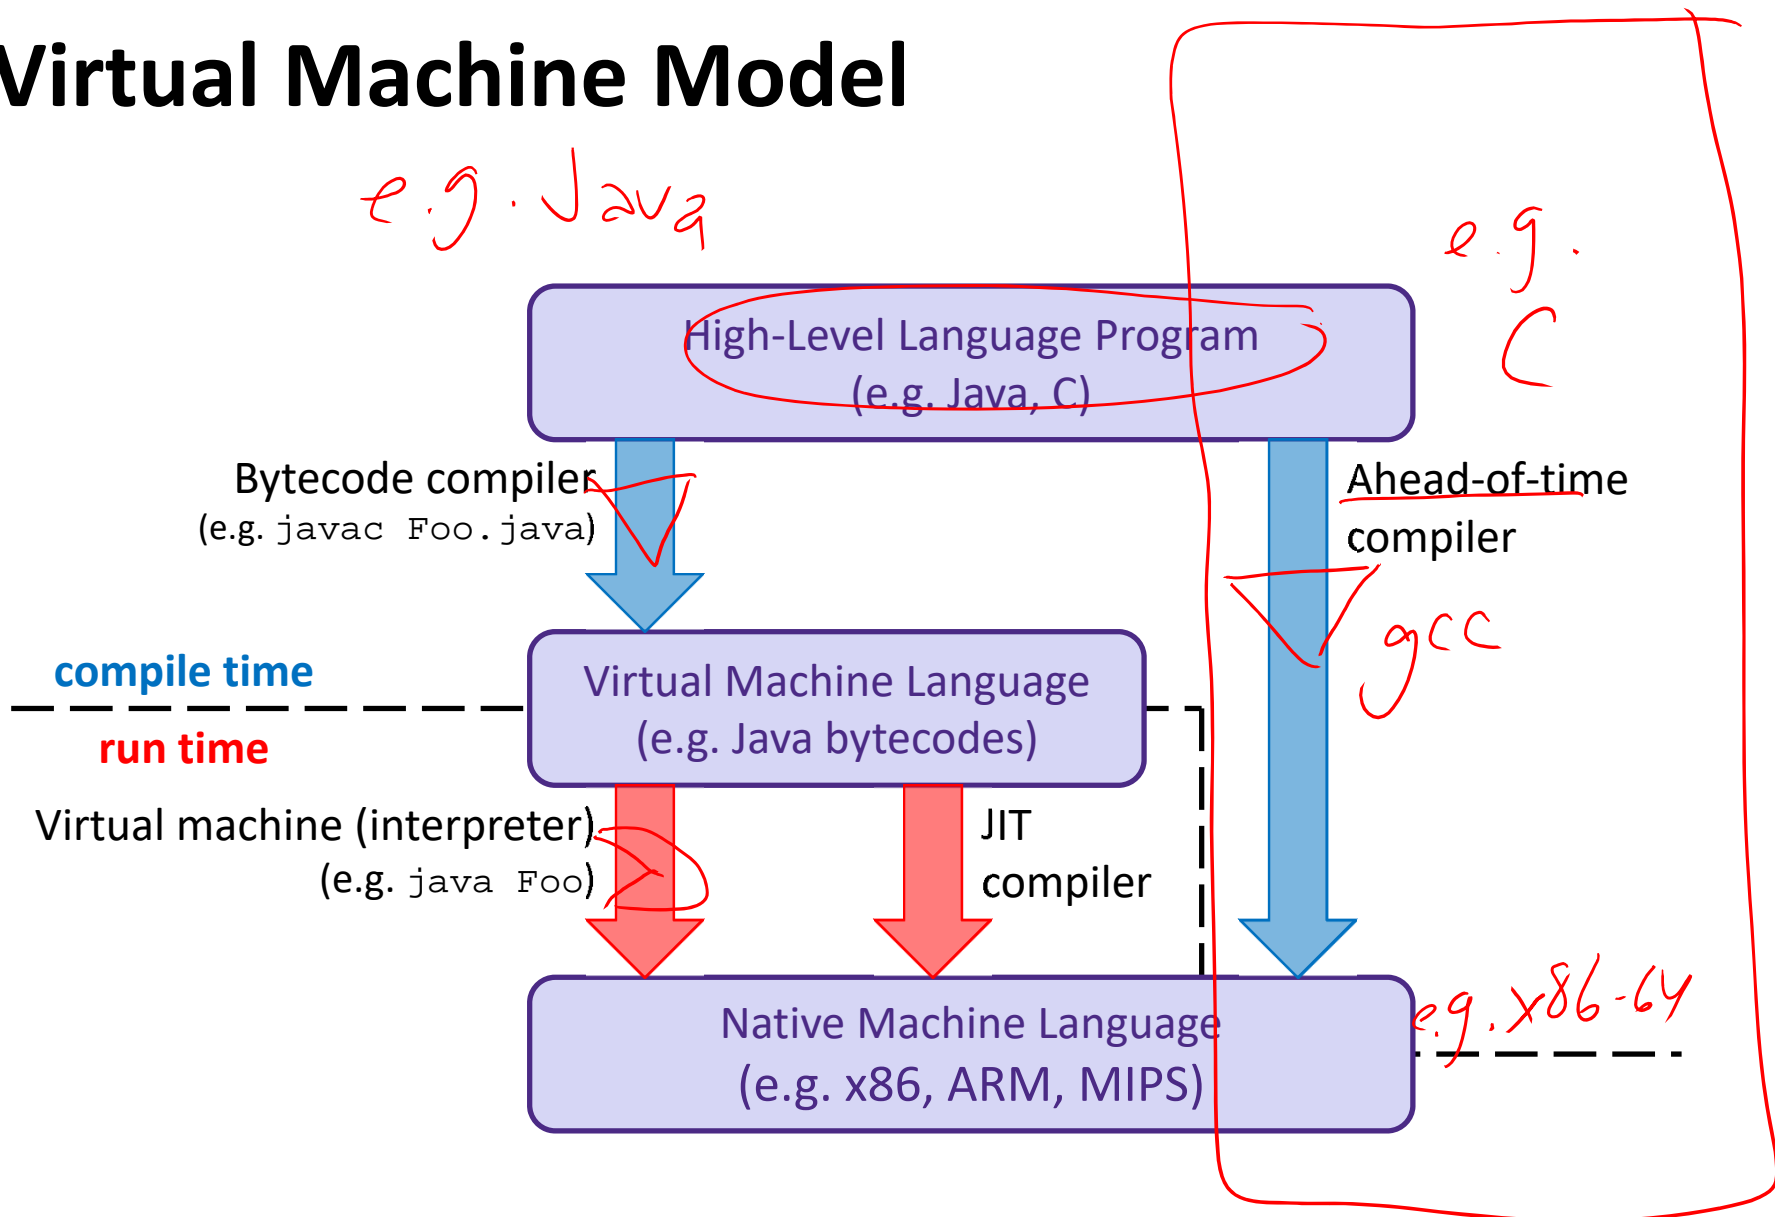 Virtual Machine Model
e.g. Java
e.g.
C
High-Level Language Program
(e.g. Java, C)
Bytecode compiler
(e.g. javac Foo.java)
Ahead-of-time
compiler
gcc
compile time
run time
Virtual Machine Language
(e.g. Java bytecodes)
Virtual machine (interpreter)
(e.g. java Foo)
JIT
compiler
Native Machine Language
(e.g. x86, ARM, MIPS)
e.g. x86-64